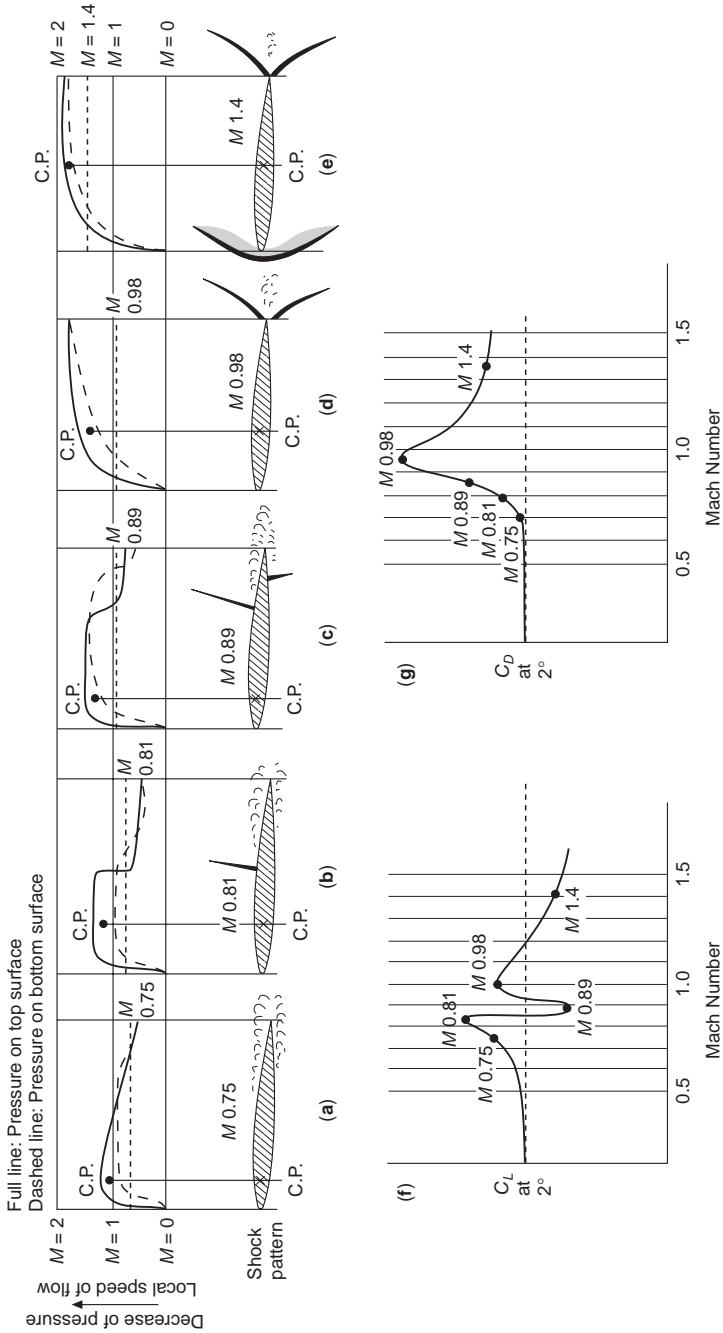 Full line: Pressure on top surface
Dashed line: Pressure on bottom surface
Decrease of pressure
Local speed of flow
M = 2
M = 1
M = 0
C.P.
M
0.75
C.P.
M
0.81
C.P.
M
0.89
C.P.
M
0.98
C.P.
M = 2
M = 1.4
M = 1
M = 0
Shock
pattern
M 0.75
M 0.81
M 0.89
M 0.98
M 1.4
C.P.
C.P.
C.P.
C.P.
C.P.
(a)
(b)
(c)
(d)
(e)
(f)
CL
at
2°
M 0.75
M 0.81
M 0.89
M 0.98
M 1.4
0.5
1.0
1.5
Mach Number
(g)
CD
at
2°
M 0.75
M 0.81
M 0.89
M 0.98
M 1.4
0.5
1.0
1.5
Mach Number